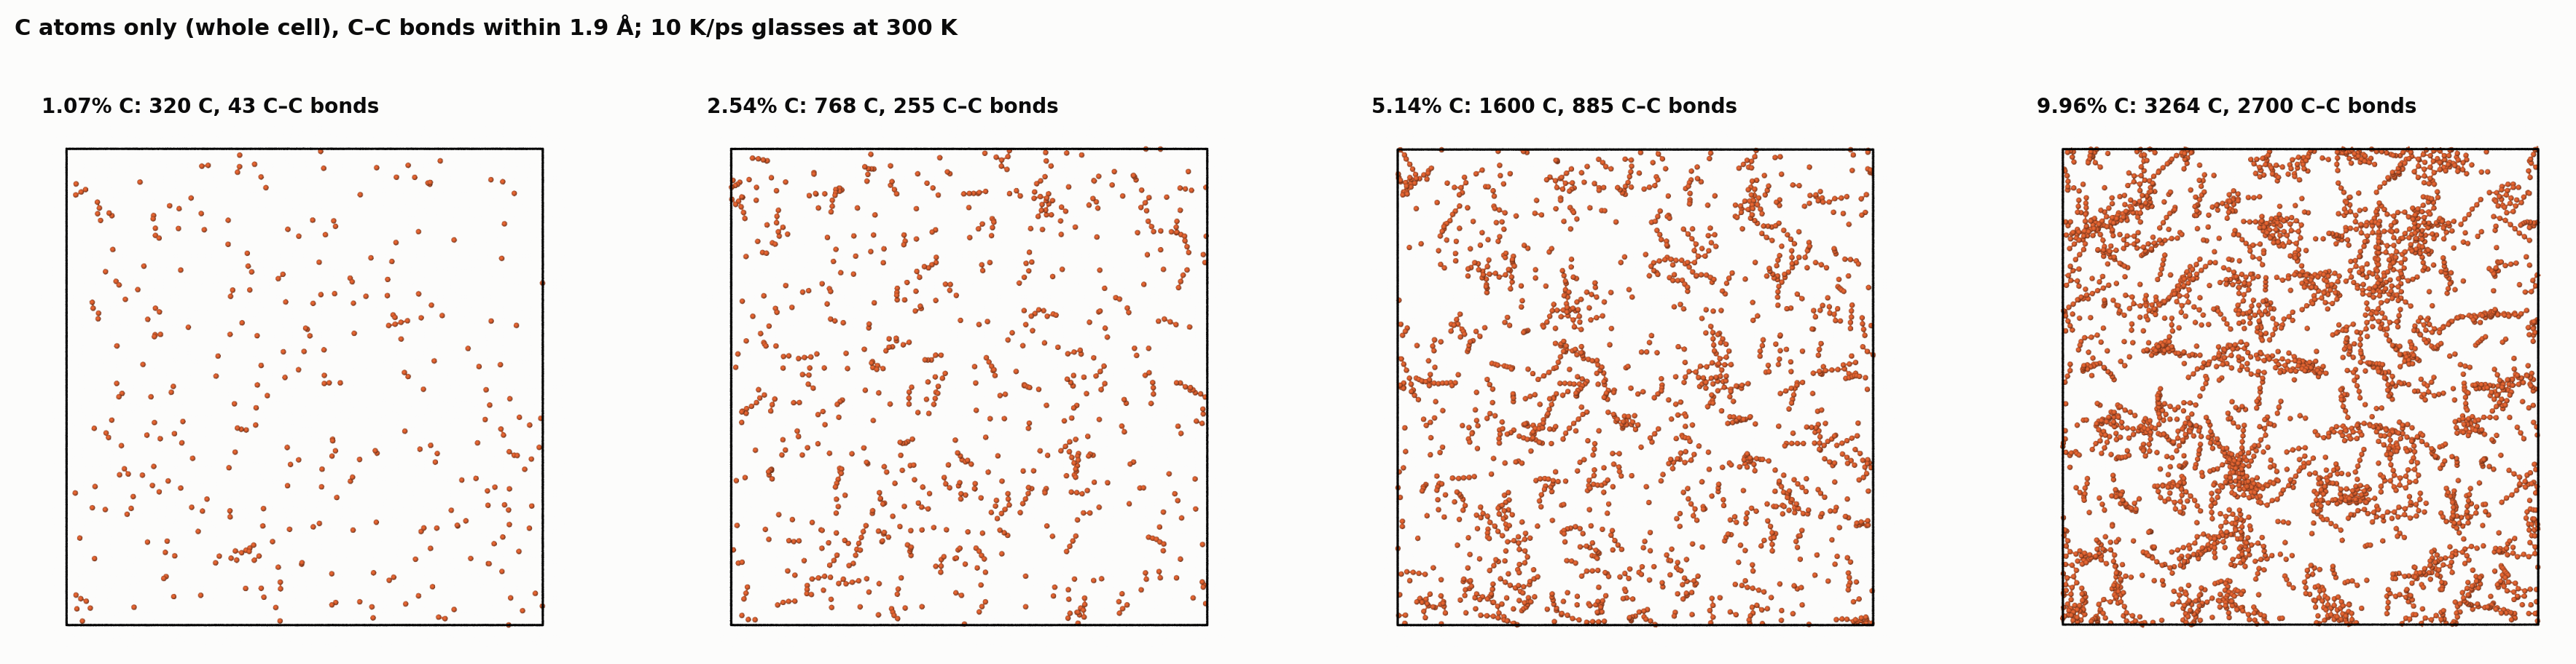 C atoms only (whole cell), C–C bonds within 1.9 Å; 10 K/ps glasses at 300 K
1.07% C: 320 C, 43 C–C bonds
2.54% C: 768 C, 255 C–C bonds
5.14% C: 1600 C, 885 C–C bonds
9.96% C: 3264 C, 2700 C–C bonds